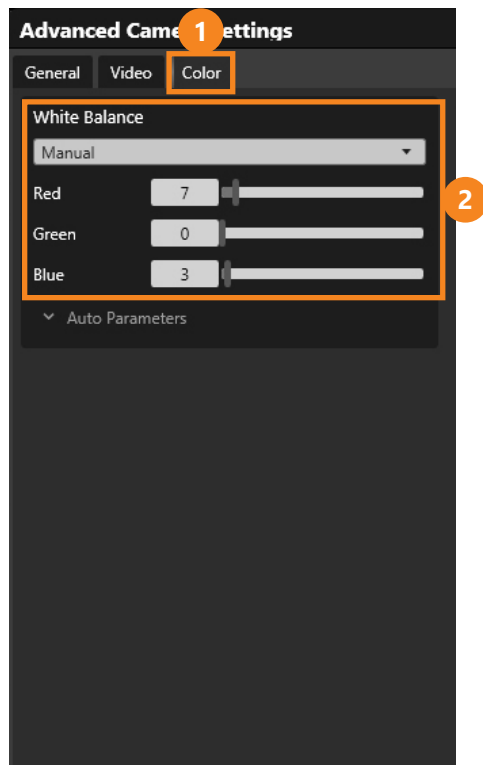 Advanced Came 1 ettings
General Video Color
White Balance
Manual
Red 7
2
Green 0
Blue 3
Auto Parameters